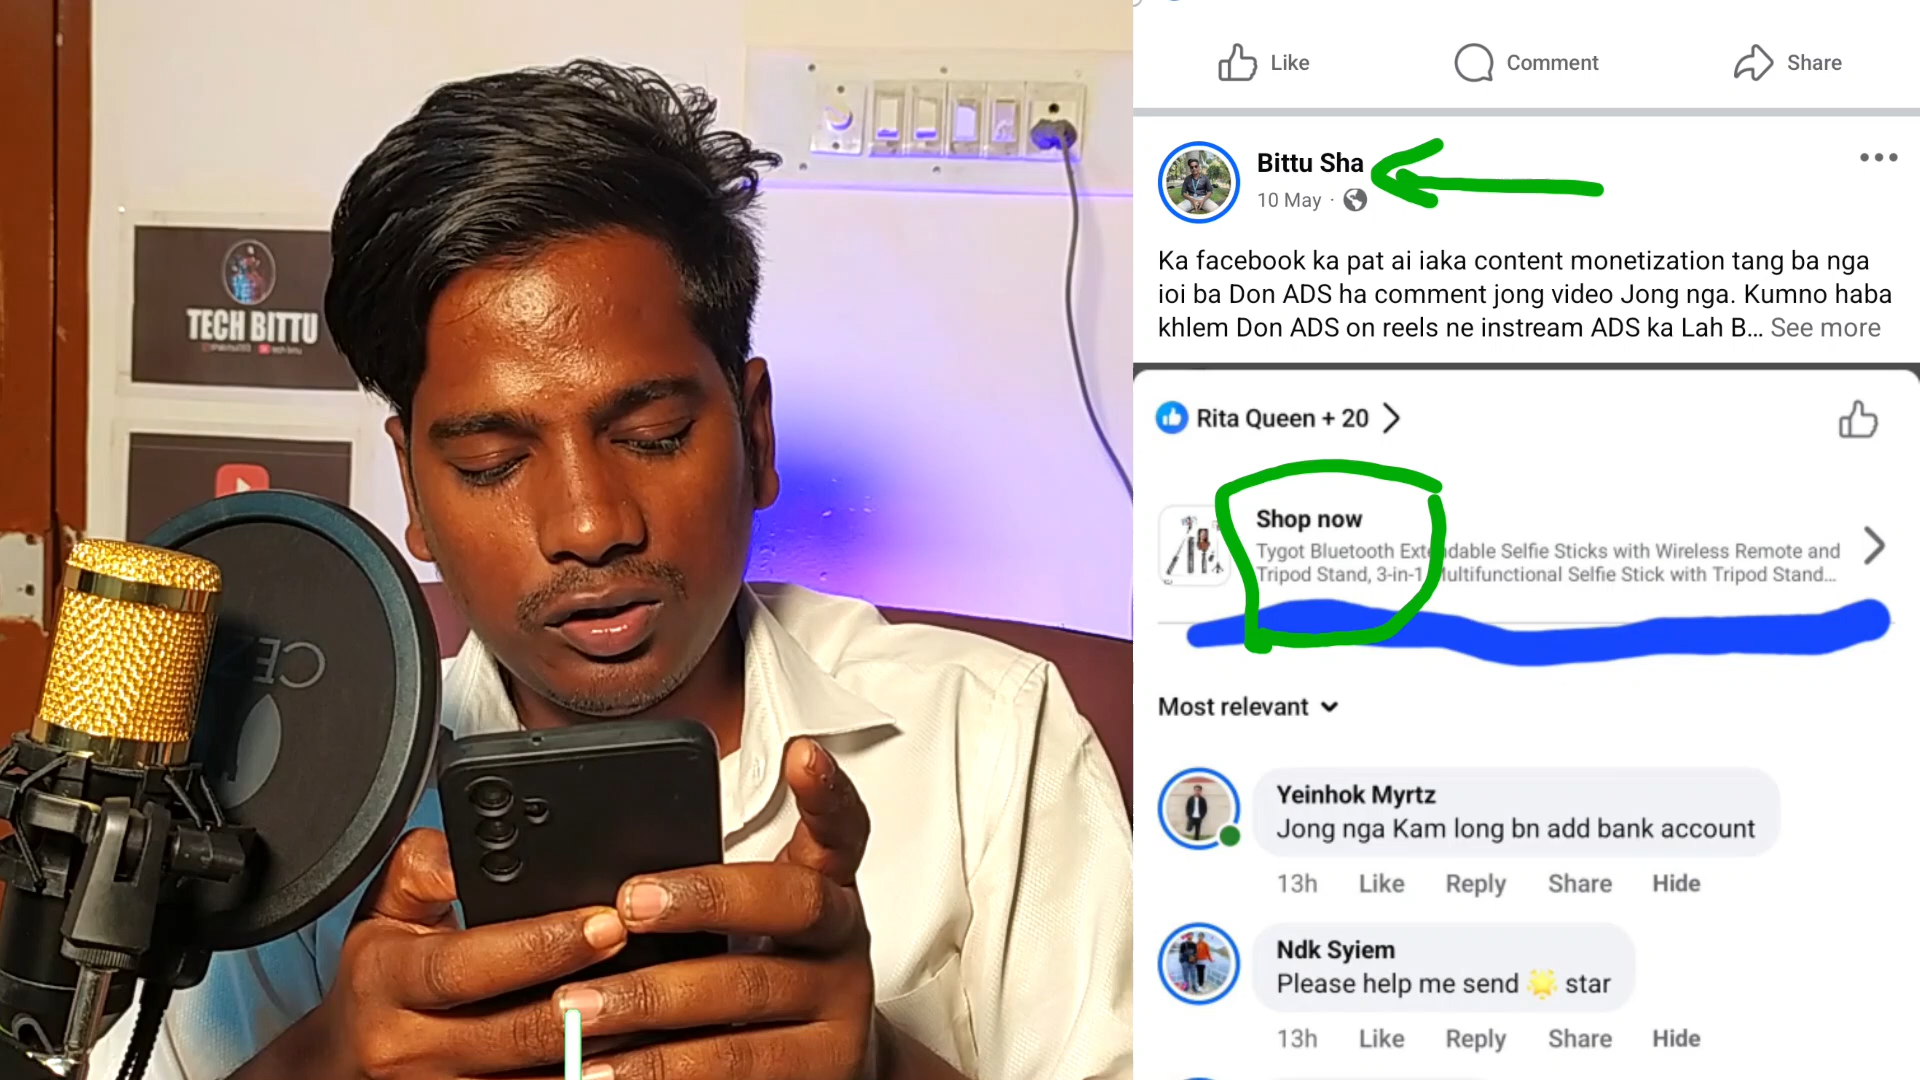 TECH BITTU
Like
Comment
Share
Bittu Sha
10 May ·
Ka facebook ka pat ai iaka content monetization tang ba nga
ioi ba Don ADS ha comment jong video Jong nga. Kumno haba
khlem Don ADS on reels ne instream ADS ka Lah B... See more
Rita Queen + 20
Shop now
Tygot Bluetooth Extendable Selfie Sticks with Wireless Remote and
Tripod Stand, 3-in-1 Multifunctional Selfie Stick with Tripod Stand...
Most relevant
Yeinhok Myrtz
Jong nga Kam long bn add bank account
13h Like Reply Share Hide
Ndk Syiem
Please help me send 🌟 star
13h Like Reply Share Hide